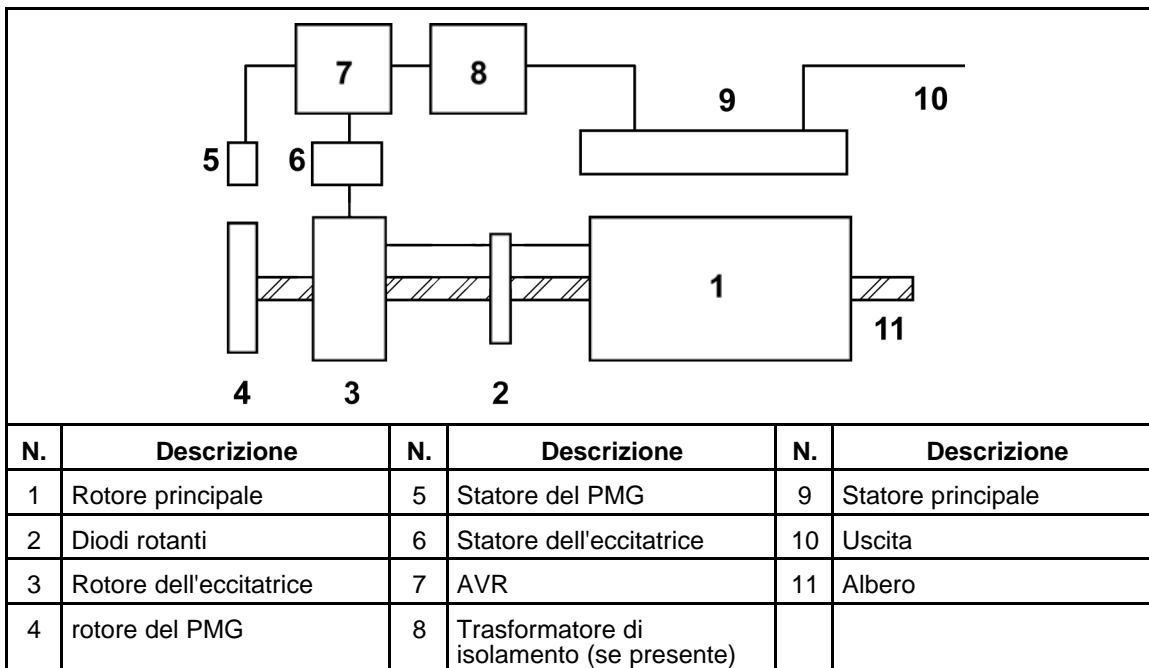 7
8
9
10
5
6
1
11
4
3
2
N. Descrizione N. Descrizione N. Descrizione
1 Rotore principale 5 Statore del PMG 9 Statore principale
2 Diodi rotanti 6 Statore dell'eccitatrice 10 Uscita
3 Rotore dell'eccitatrice 7 AVR 11 Albero
4 rotore del PMG 8 Trasformatore di
isolamento (se presente)